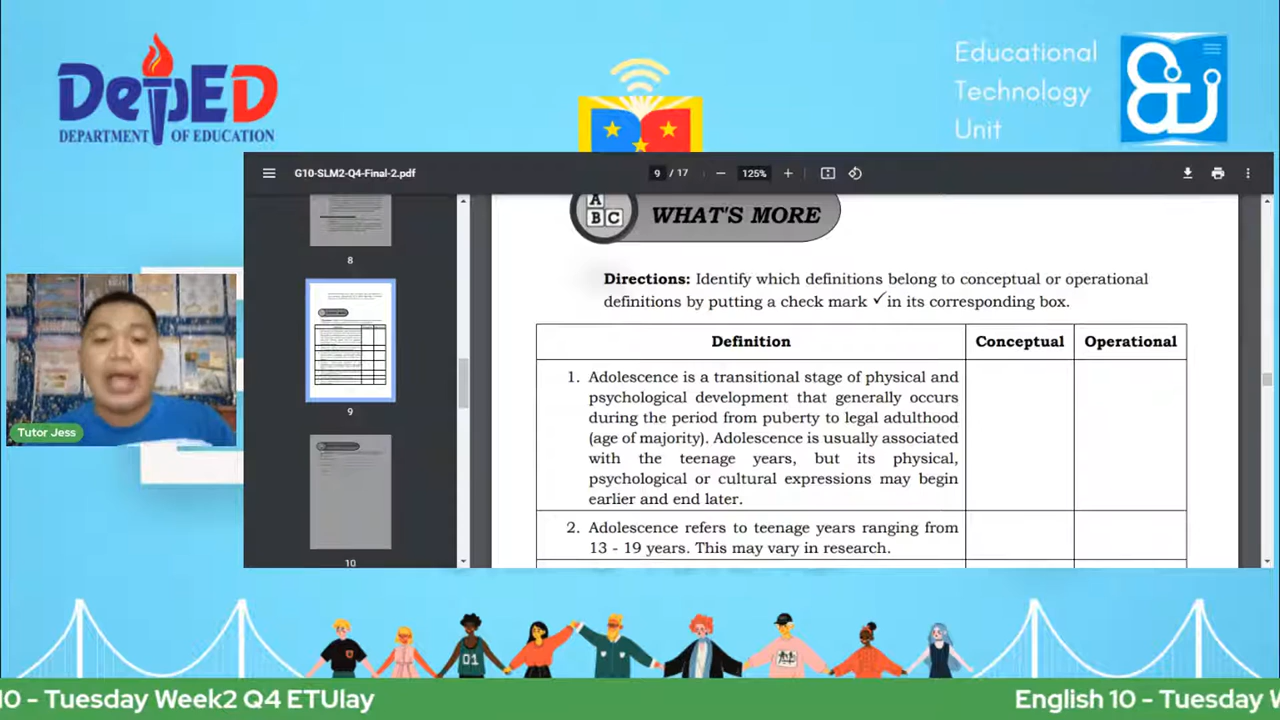 DepED
DEPARTMENT OF EDUCATION
Educational
Technology
Unit
G10-SLM2-Q4-Final-2.pdf
9 / 17
125%
8
9
10
A
B C
WHAT'S MORE
Directions: Identify which definitions belong to conceptual or operational
definitions by putting a check mark ✓in its corresponding box.
Definition
Conceptual
Operational
1. Adolescence is a transitional stage of physical and
psychological development that generally occurs
during the period from puberty to legal adulthood
(age of majority). Adolescence is usually associated
with the teenage years, but its physical,
psychological or cultural expressions may begin
earlier and end later.
2. Adolescence refers to teenage years ranging from
13 - 19 years. This may vary in research.
Tutor Jess
01
10 - Tuesday Week2 Q4 ETUlay
English 10 - Tuesday W